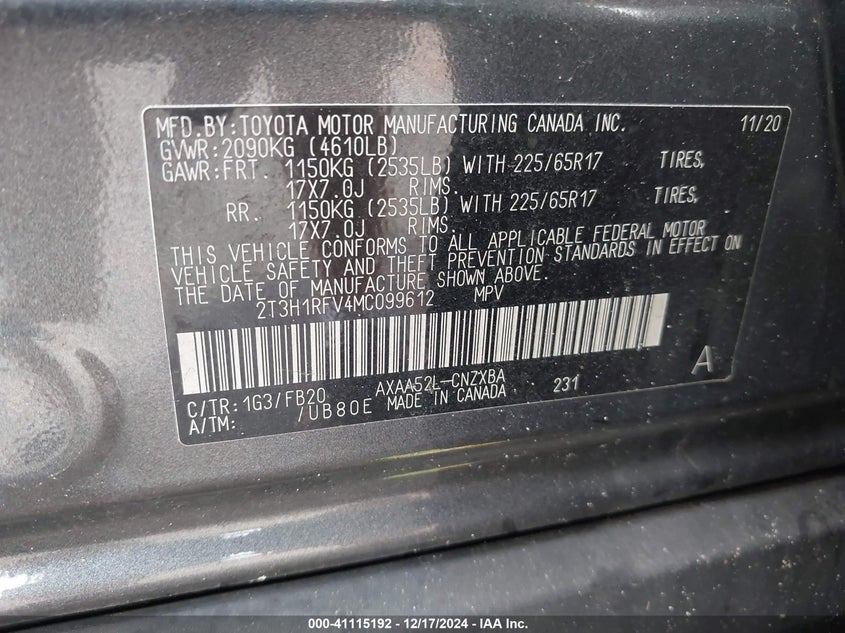 MFD.BY:TOYOTA MOTOR MANUFACTURING CANADA INC. 11/20
GVWR:2090KG (4610LB)
GAWR:FRT. 1150KG (2535LB) WITH 225/65R17 TIRES,
17X7.0J RIMS.
RR. 1150KG (2535LB) WITH 225/65R17 TIRES,
17X7.0J RIMS.
THIS VEHICLE CONFORMS TO ALL APPLICABLE FEDERAL MOTOR
VEHICLE SAFETY AND THEFT PREVENTION STANDARDS IN EFFECT ON
THE DATE OF MANUFACTURE SHOWN ABOVE.
2T3H1RFV4MC099612 MPV
A
C/TR:1G3/FB20 AXAA52L-CNZXBA 231
A/TM: /UB80E MADE IN CANADA
000-41115192 - 12/17/2024 - IAA Inc.